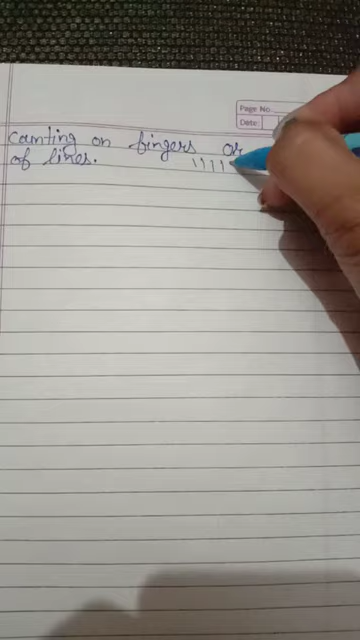 Page No.
Date:
counting on fingers or
of lines.